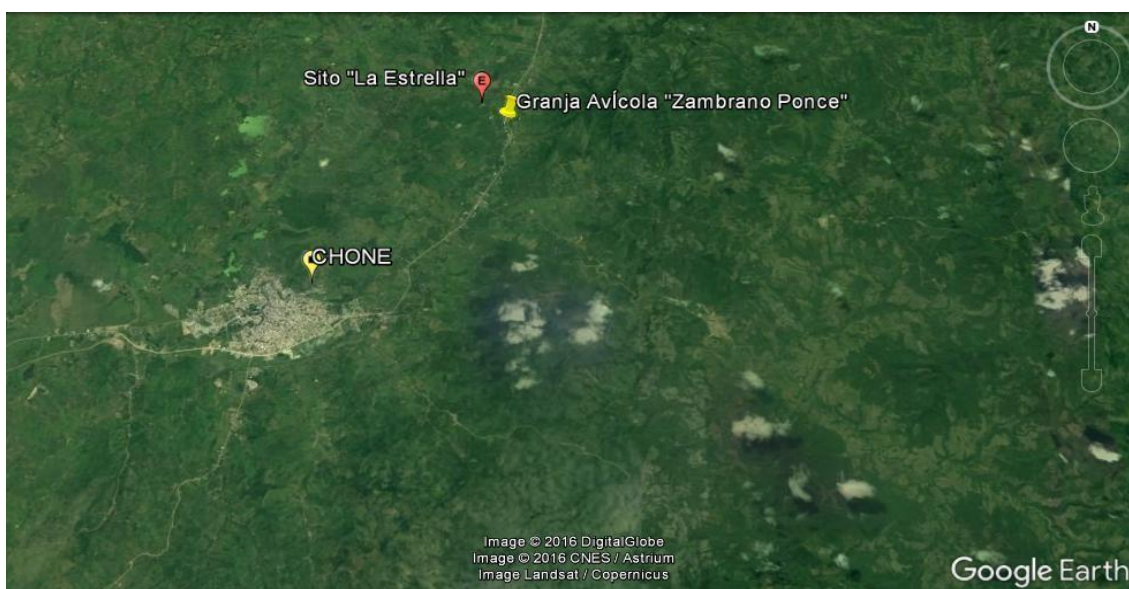 N
Sito "La Estrella"
E
Granja AvÍcola "Zambrano Ponce"
CHONE
Image © 2016 DigitalGlobe
Image © 2016 CNES / Astrium
Image Landsat / Copernicus
Google Earth